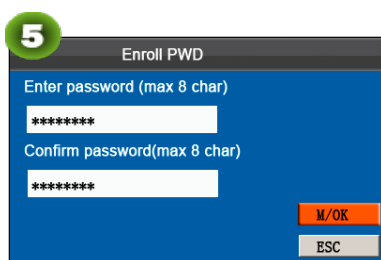 5
Enroll PWD
Enter password (max 8 char)
********
Confirm password(max 8 char)
********
M/OK
ESC